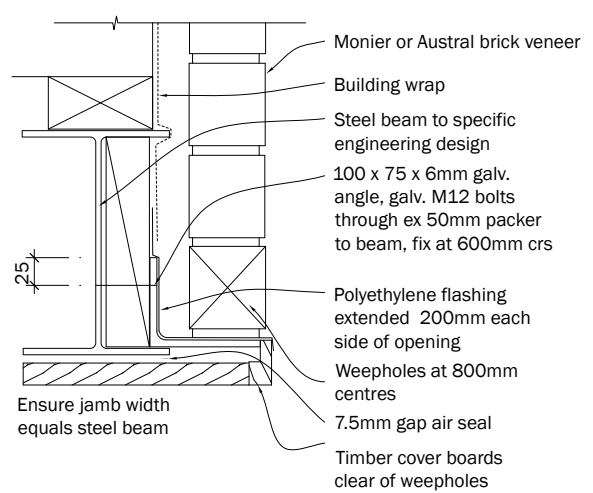 Monier or Austral brick veneer
Building wrap
Steel beam to specific
engineering design
100 x 75 x 6mm galv.
angle, galv. M12 bolts
through ex 50mm packer
to beam, fix at 600mm crs
25
Polyethylene flashing
extended 200mm each
side of opening
Weepholes at 800mm
centres
Ensure jamb width
equals steel beam
7.5mm gap air seal
Timber cover boards
clear of weepholes